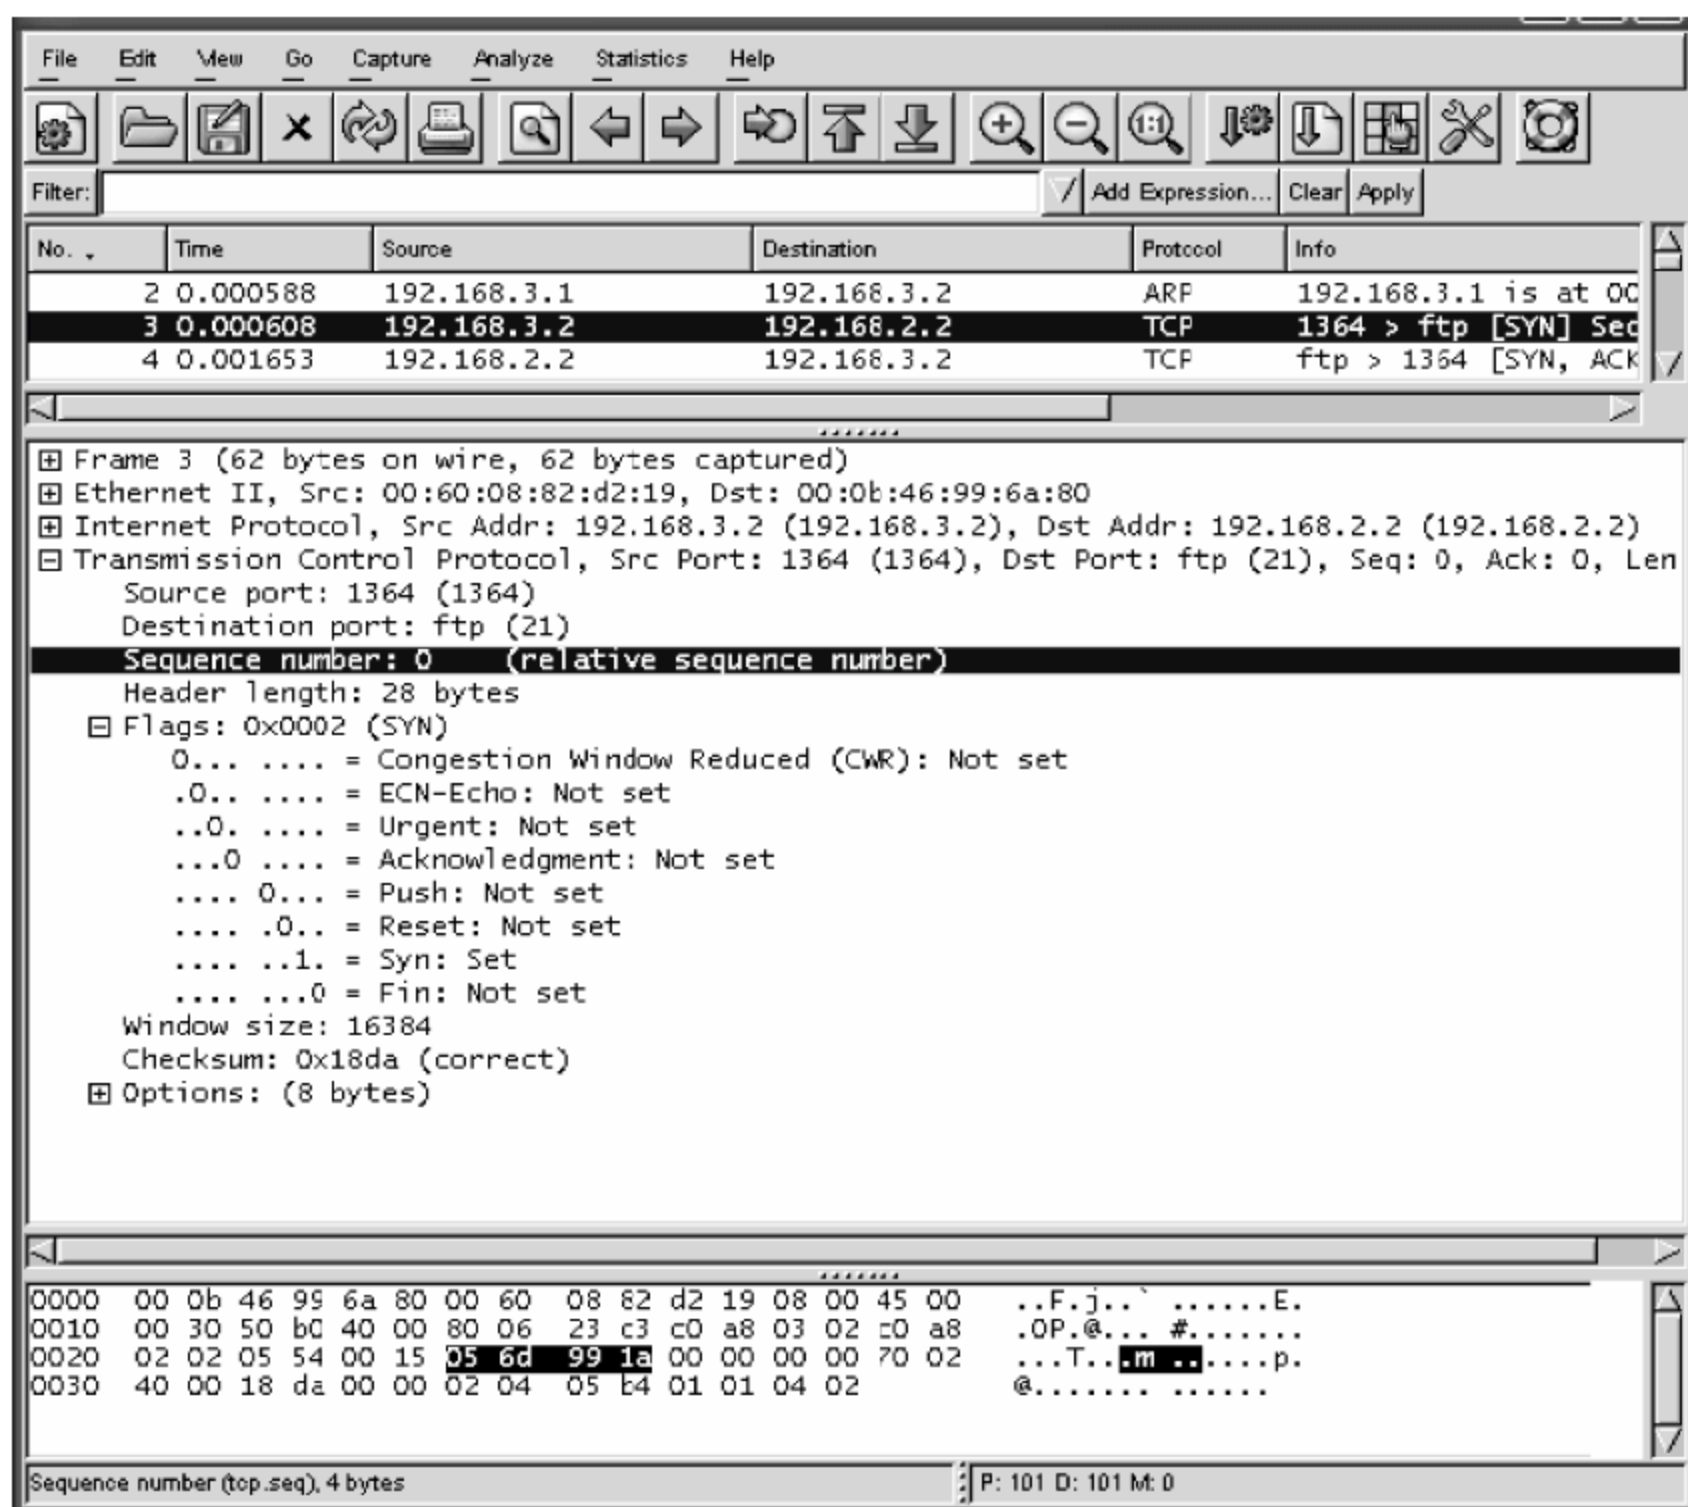 File Edit View Go Capture Analyze Statistics Help
1:1
Filter: Add Expression... Clear Apply
No. Time Source Destination Protocol Info
2 0.000588 192.168.3.1 192.168.3.2 ARP 192.168.3.1 is at 00
3 0.000608 192.168.3.2 192.168.2.2 TCP 1364 > ftp [SYN] Seq
4 0.001653 192.168.2.2 192.168.3.2 TCP ftp > 1364 [SYN, ACK
Frame 3 (62 bytes on wire, 62 bytes captured)
Ethernet II, Src: 00:60:08:82:d2:19, Dst: 00:0b:46:99:6a:80
Internet Protocol, Src Addr: 192.168.3.2 (192.168.3.2), Dst Addr: 192.168.2.2 (192.168.2.2)
Transmission Control Protocol, Src Port: 1364 (1364), Dst Port: ftp (21), Seq: 0, Ack: 0, Len
Source port: 1364 (1364)
Destination port: ftp (21)
Sequence number: 0 (relative sequence number)
Header length: 28 bytes
Flags: 0x0002 (SYN)
0... .... = Congestion Window Reduced (CWR): Not set
.0.. .... = ECN-Echo: Not set
..0. .... = Urgent: Not set
...0 .... = Acknowledgment: Not set
.... 0... = Push: Not set
.... .0.. = Reset: Not set
.... ..1. = Syn: Set
.... ...0 = Fin: Not set
Window size: 16384
Checksum: 0x18da (correct)
Options: (8 bytes)
0000 00 0b 46 99 6a 80 00 60 08 82 d2 19 08 00 45 00 ..F.j..` ......E.
0010 00 30 50 b0 40 00 80 06 23 c3 c0 a8 03 02 c0 a8 .0P.@... #.......
0020 02 02 05 54 00 15 05 6d 99 1a 00 00 00 00 70 02 ...T...m ......p.
0030 40 00 18 da 00 00 02 04 05 b4 01 01 04 02 @....... ......
Sequence number (tcp.seq), 4 bytes P: 101 D: 101 M: 0